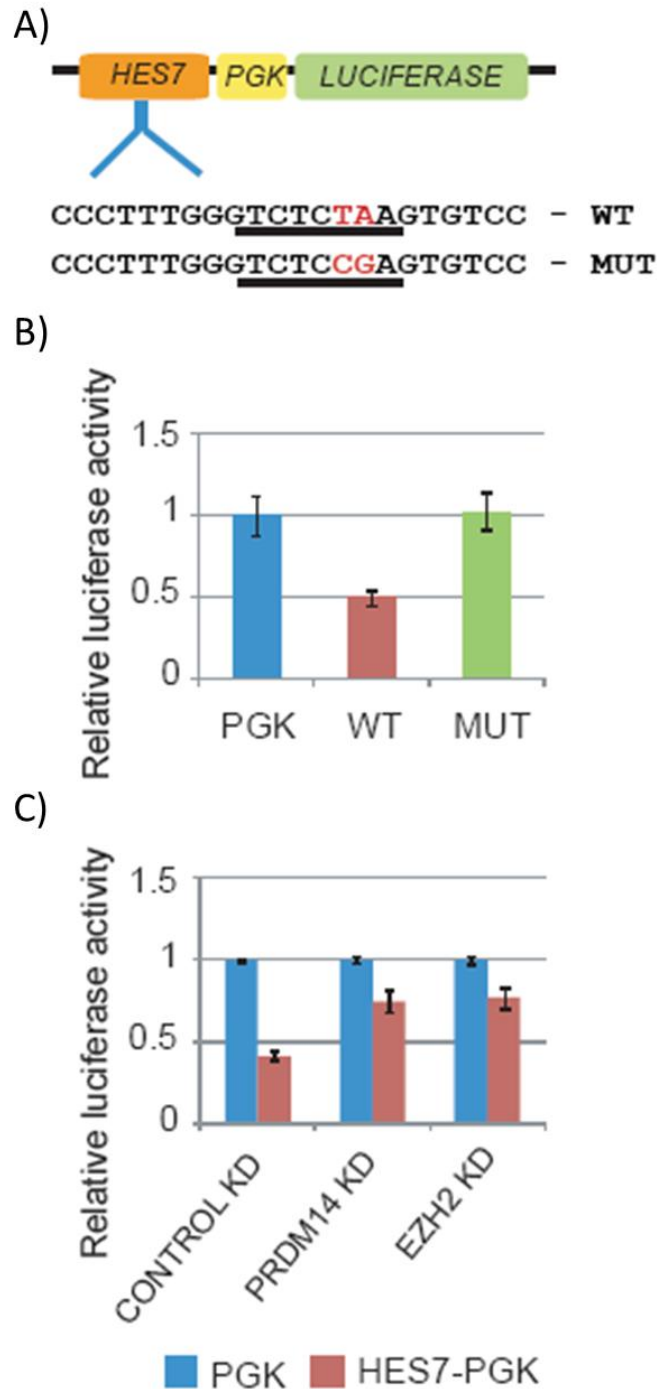 A)
HES7 PGK LUCIFERASE
CCCTTTGGGTCTCTAAGTGTCC - WT
CCCTTTGGGTCTCCGAGTGTCC - MUT
B)
Relative luciferase activity
1.5
1
0.5
0
PGK WT MUT
C)
Relative luciferase activity
1.5
1
0.5
0
CONTROL KD PRDM14 KD EZH2 KD
PGK HES7-PGK